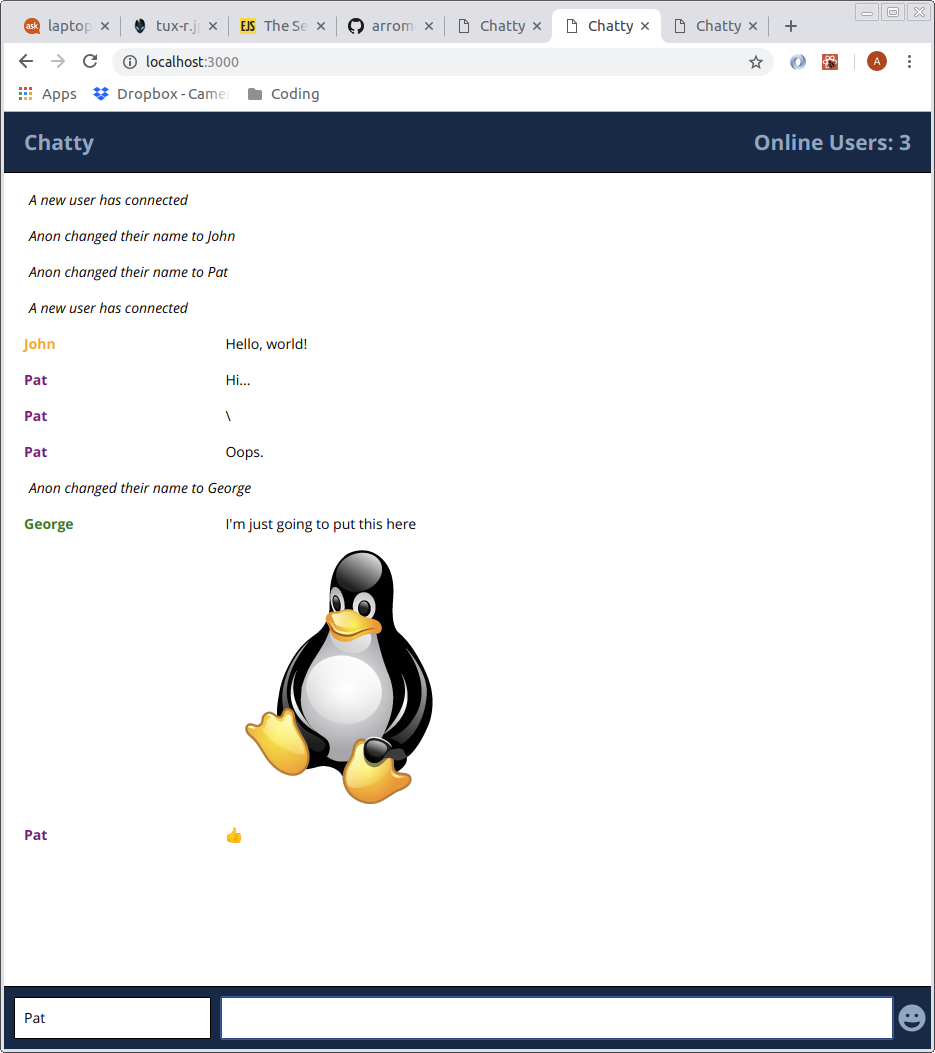 ask laptop tux-r.j EJS The Se arrom Chatty Chatty Chatty
localhost:3000 A
Apps Dropbox - Camer Coding
Chatty Online Users: 3
A new user has connected
Anon changed their name to John
Anon changed their name to Pat
A new user has connected
John Hello, world!
Pat Hi...
Pat \
Pat Oops.
Anon changed their name to George
George I'm just going to put this here
Pat 👍
Pat